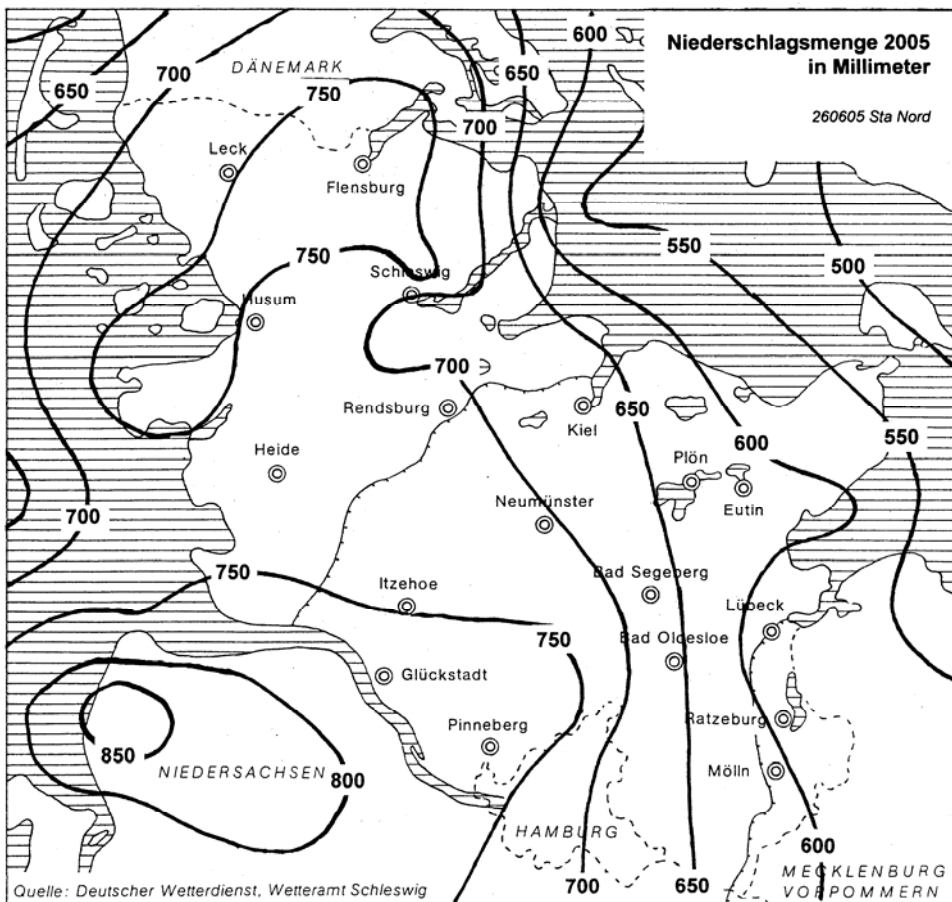 Niederschlagsmenge 2005
in Millimeter
260605 Sta Nord
600
650
700
DÄNEMARK
650
750
700
Leck
Flensburg
550
750
500
Schleswig
Husum
700
650
Rendsburg
Kiel
600
550
Heide
Plön
700
Neumünster
Eutin
750
Itzehoe
Bad Segeberg
Lübeck
750
Bad Oldesloe
Glückstadt
Ratzeburg
Pinneberg
850
NIEDERSACHSEN
800
Mölln
HAMBURG
600
MECKLENBURG
VORPOMMERN
700
650
Quelle: Deutscher Wetterdienst, Wetteramt Schleswig